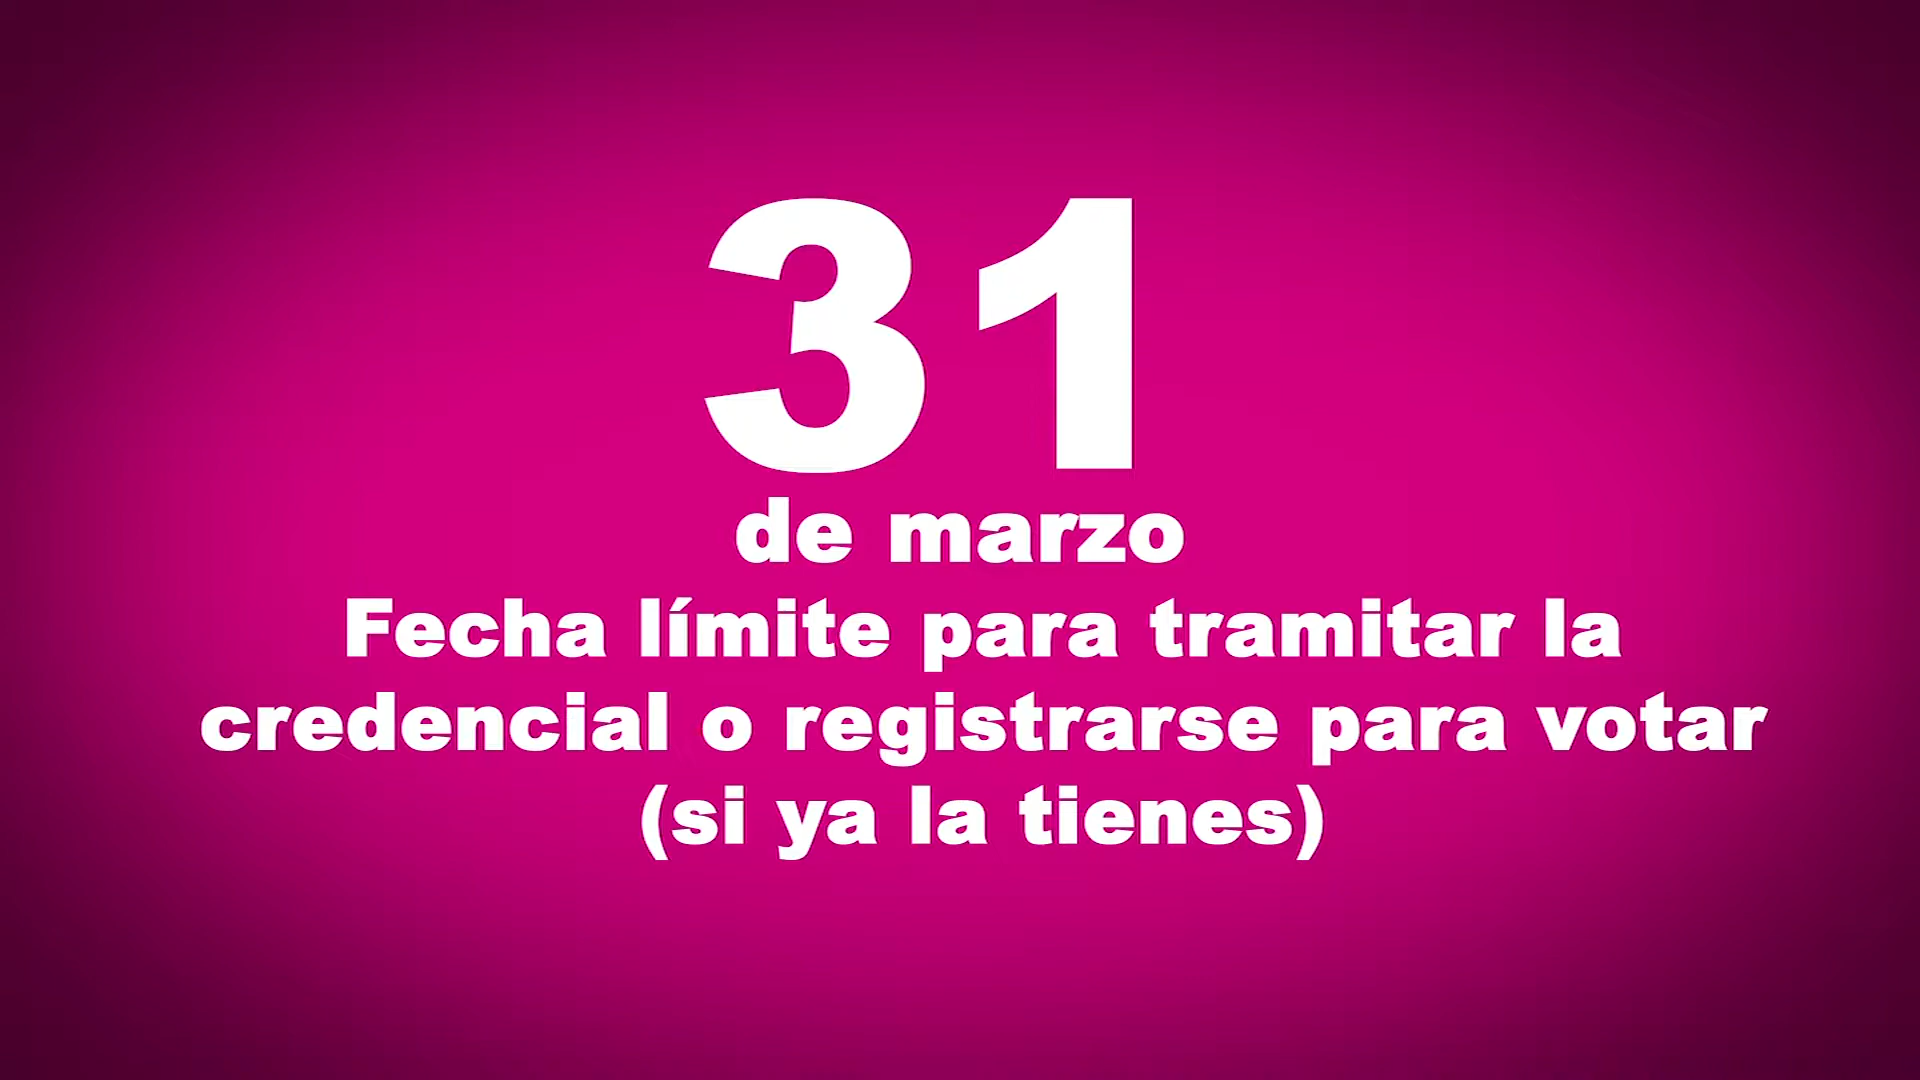 31
de marzo
Fecha límite para tramitar la
credencial o registrarse para votar
(si ya la tienes)